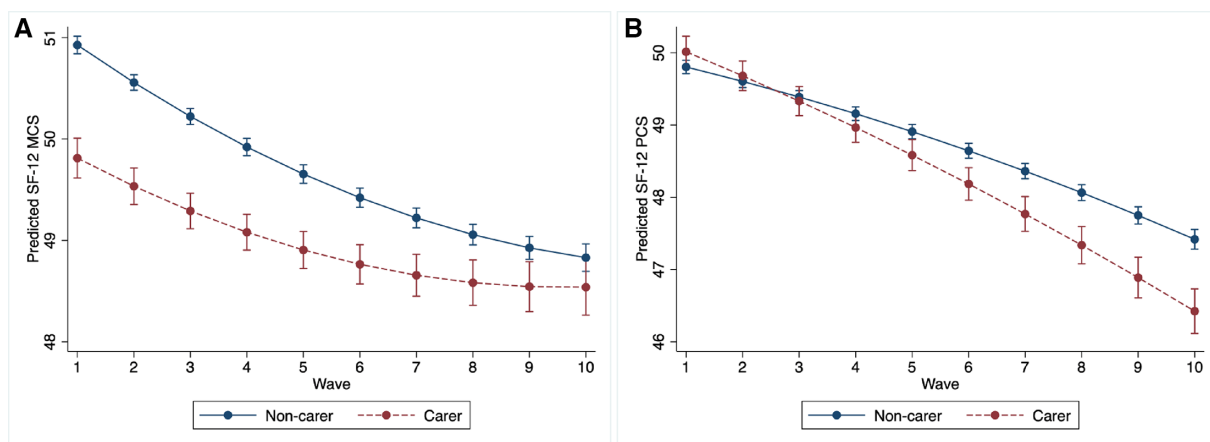 A
Predicted SF-12 MCS
51
50
49
48
1 2 3 4 5 6 7 8 9 10
Wave
Non-carer Carer
B
Predicted SF-12 PCS
50
49
48
47
46
1 2 3 4 5 6 7 8 9 10
Wave
Non-carer Carer